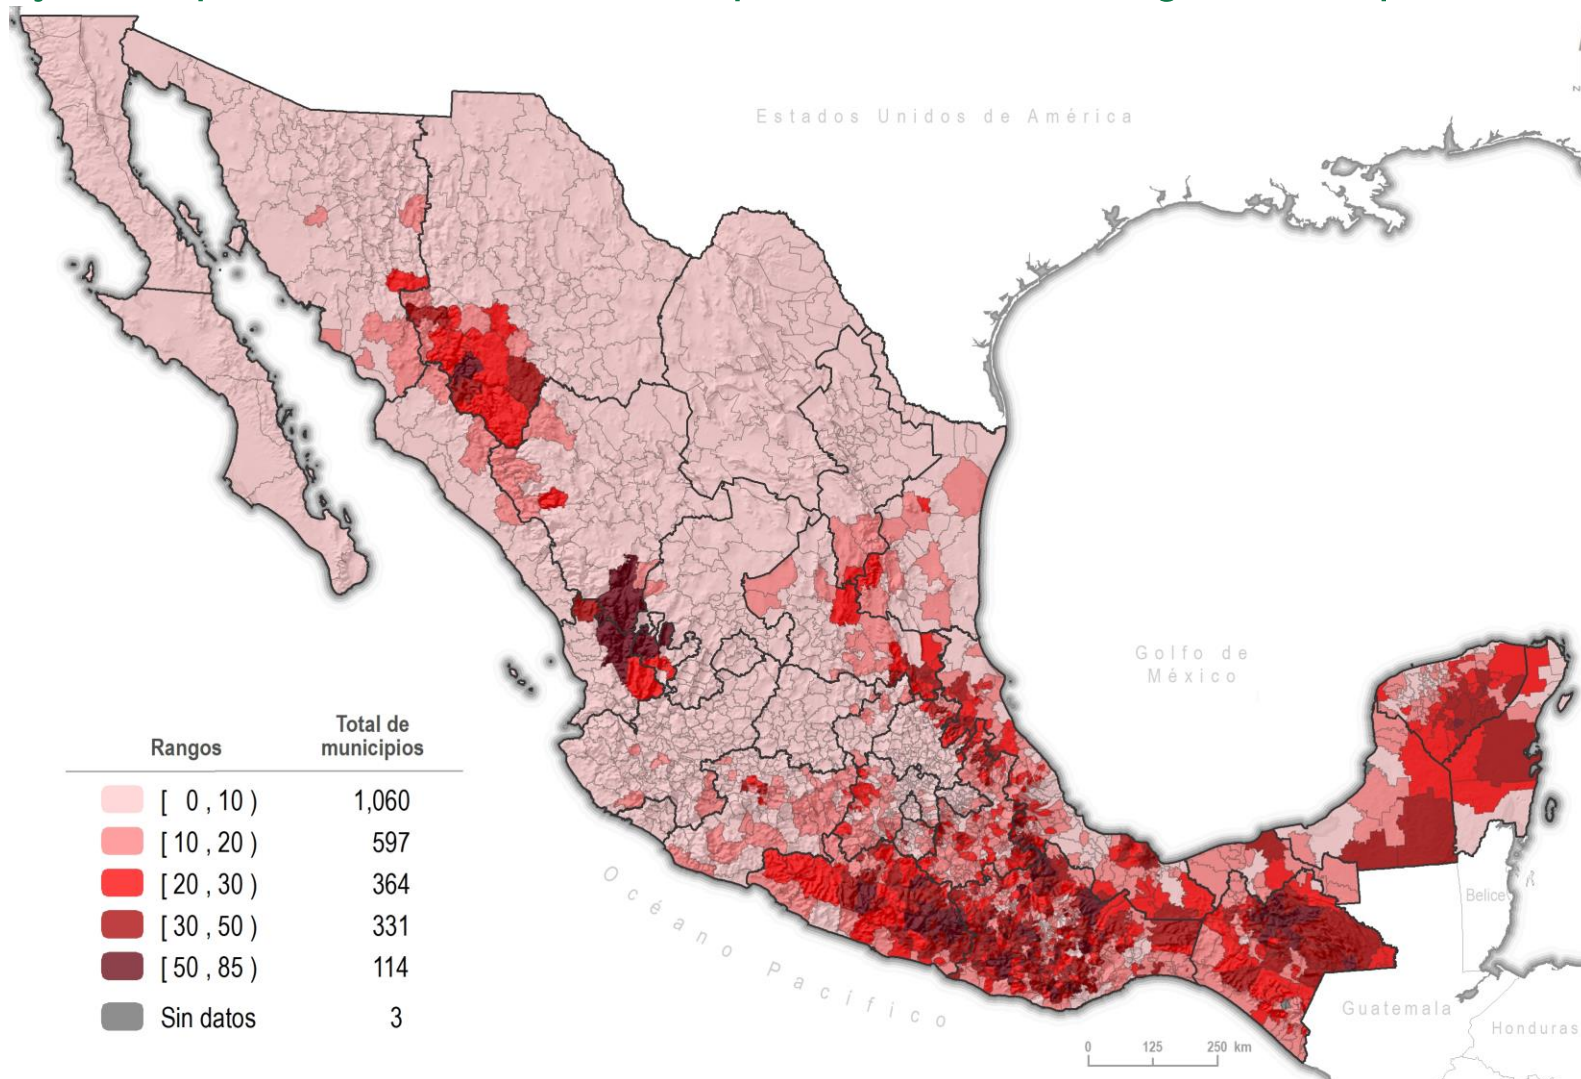 Estados Unidos de América
Golfo de
México
Océano Pacífico
Belice
Guatemala
Honduras
Rangos
Total de
municipios
[ 0 , 10 ) 1,060
[ 10 , 20 ) 597
[ 20 , 30 ) 364
[ 30 , 50 ) 331
[ 50 , 85 ) 114
Sin datos 3
0 125 250 km